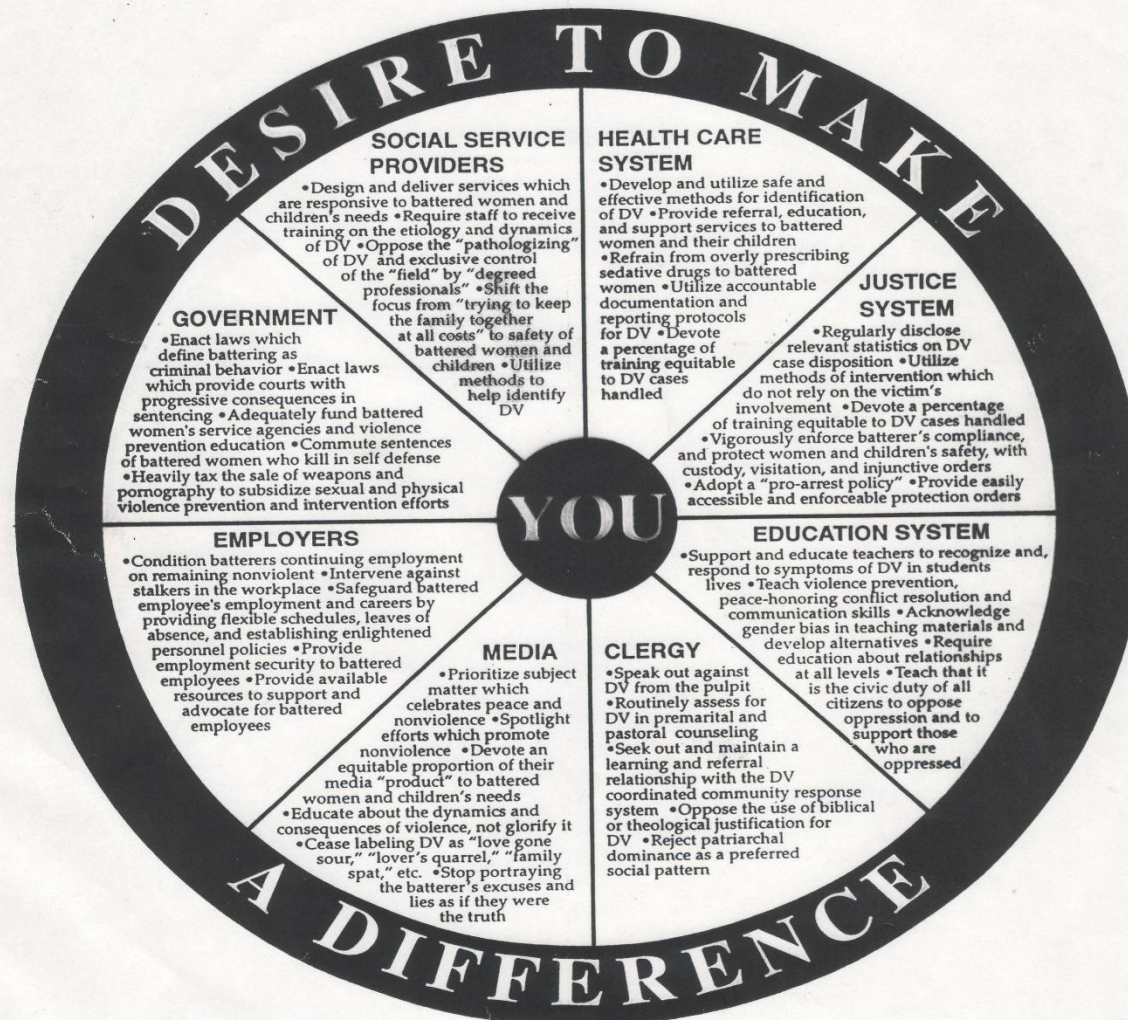 DESIRE TO MAKE
A DIFFERENCE
YOU
SOCIAL SERVICE
PROVIDERS
•Design and deliver services which
are responsive to battered women and
children's needs •Require staff to receive
training on the etiology and dynamics
of DV •Oppose the "pathologizing"
of DV and exclusive control
of the "field" by "degreed
professionals" •Shift the
focus from "trying to keep
the family together
at all costs" to safety of
battered women and
children •Utilize
methods to
help identify
DV
HEALTH CARE
SYSTEM
•Develop and utilize safe and
effective methods for identification
of DV •Provide referral, education,
and support services to battered
women and their children
•Refrain from overly prescribing
sedative drugs to battered
women •Utilize accountable
documentation and
reporting protocols
for DV •Devote
a percentage of
training equitable
to DV cases
handled
JUSTICE
SYSTEM
•Regularly disclose
relevant statistics on DV
case disposition •Utilize
methods of intervention which
do not rely on the victim's
involvement •Devote a percentage
of training equitable to DV cases handled
•Vigorously enforce batterer's compliance,
and protect women and children's safety, with
custody, visitation, and injunctive orders
•Adopt a "pro-arrest policy" •Provide easily
accessible and enforceable protection orders
EDUCATION SYSTEM
•Support and educate teachers to recognize and,
respond to symptoms of DV in students
lives •Teach violence prevention,
peace-honoring conflict resolution and
communication skills •Acknowledge
gender bias in teaching materials and
develop alternatives •Require
education about relationships
at all levels •Teach that it
is the civic duty of all
citizens to oppose
oppression and to
support those
who are
oppressed
CLERGY
•Speak out against
DV from the pulpit
•Routinely assess for
DV in premarital and
pastoral counseling
•Seek out and maintain a
learning and referral
relationship with the DV
coordinated community response
system •Oppose the use of biblical
or theological justification for
DV •Reject patriarchal
dominance as a preferred
social pattern
MEDIA
•Prioritize subject
matter which
celebrates peace and
nonviolence •Spotlight
efforts which promote
nonviolence •Devote an
equitable proportion of their
media "product" to battered
women and children's needs
•Educate about the dynamics and
consequences of violence, not glorify it
•Cease labeling DV as "love gone
sour," "lover's quarrel," "family
spat," etc. •Stop portraying
the batterer's excuses and
lies as if they were
the truth
EMPLOYERS
•Condition batterers continuing employment
on remaining nonviolent •Intervene against
stalkers in the workplace •Safeguard battered
employee's employment and careers by
providing flexible schedules, leaves of
absence, and establishing enlightened
personnel policies •Provide
employment security to battered
employees •Provide available
resources to support and
advocate for battered
employees
GOVERNMENT
•Enact laws which
define battering as
criminal behavior •Enact laws
which provide courts with
progressive consequences in
sentencing •Adequately fund battered
women's service agencies and violence
prevention education •Commute sentences
of battered women who kill in self defense
•Heavily tax the sale of weapons and
pornography to subsidize sexual and physical
violence prevention and intervention efforts